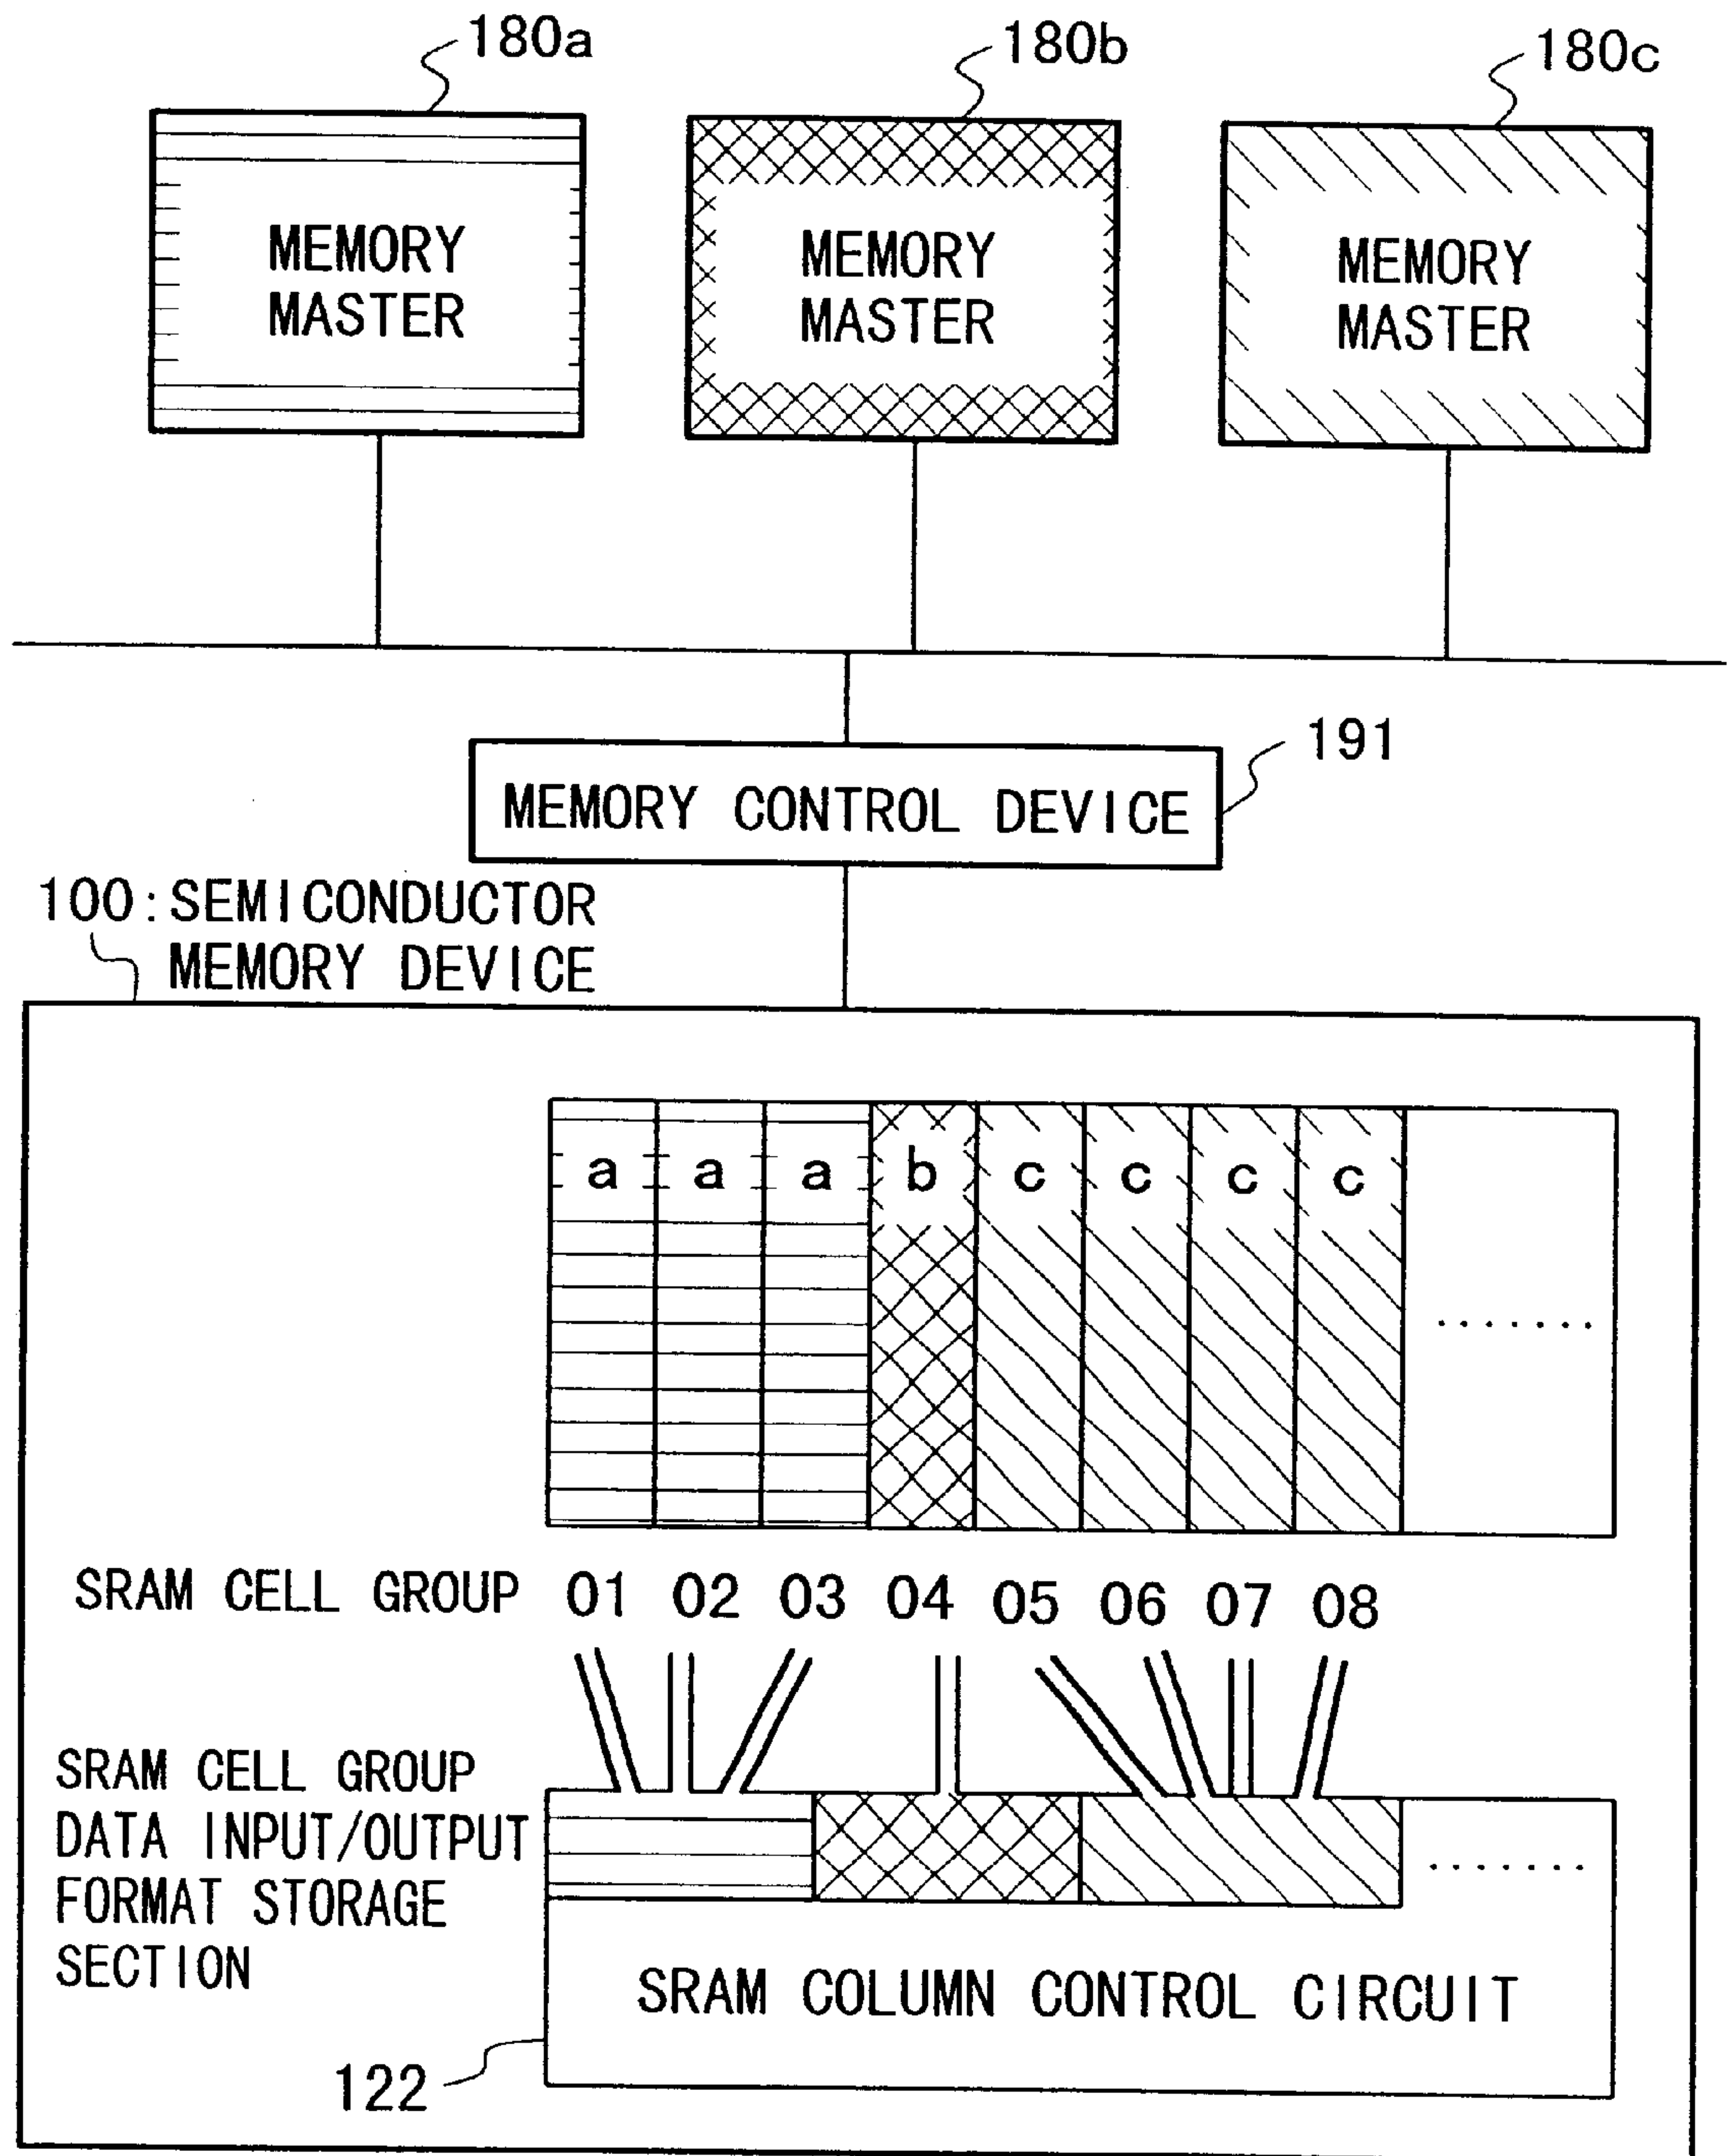 180a 180b 180c
MEMORY MASTER
MEMORY MASTER
MEMORY MASTER
191
MEMORY CONTROL DEVICE
100:SEMICONDUCTOR
MEMORY DEVICE
a a a b c c c c
.......
SRAM CELL GROUP 01 02 03 04 05 06 07 08
SRAM CELL GROUP
DATA INPUT/OUTPUT
FORMAT STORAGE
SECTION
.......
SRAM COLUMN CONTROL CIRCUIT
122